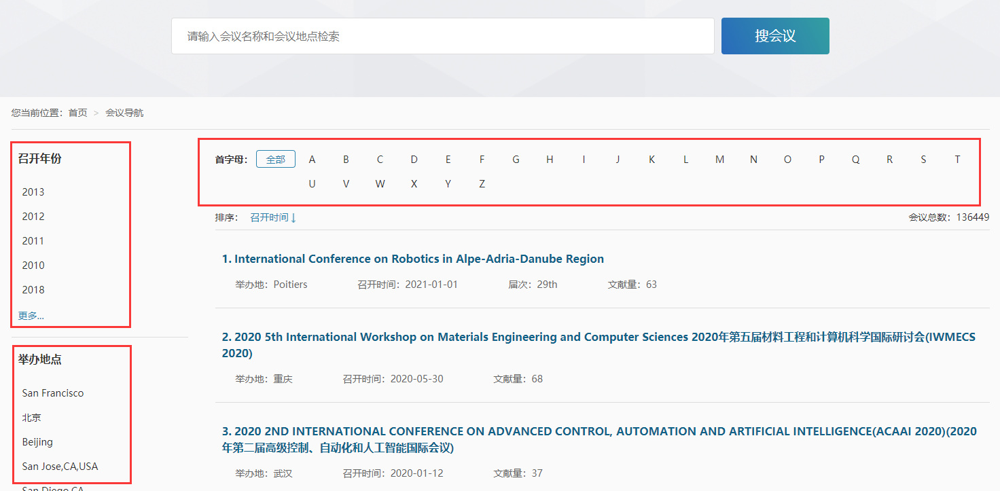 请输入会议名称和会议地点检索
搜会议
您当前位置：首页 > 会议导航
召开年份
2013
2012
2011
2010
2018
更多...
举办地点
San Francisco
北京
Beijing
San Jose,CA,USA
San Diego,CA
首字母： 全部 A B C D E F G H I J K L M N O P Q R S T
U V W X Y Z
排序： 召开时间↓ 会议总数：136449
1. International Conference on Robotics in Alpe-Adria-Danube Region
举办地：Poitiers 召开时间：2021-01-01 届次：29th 文献量：63
2. 2020 5th International Workshop on Materials Engineering and Computer Sciences 2020年第五届材料工程和计算机科学国际研讨会(IWMECS
2020)
举办地：重庆 召开时间：2020-05-30 文献量：68
3. 2020 2ND INTERNATIONAL CONFERENCE ON ADVANCED CONTROL, AUTOMATION AND ARTIFICIAL INTELLIGENCE(ACAAI 2020)(2020
年第二届高级控制、自动化和人工智能国际会议)
举办地：武汉 召开时间：2020-01-12 文献量：37